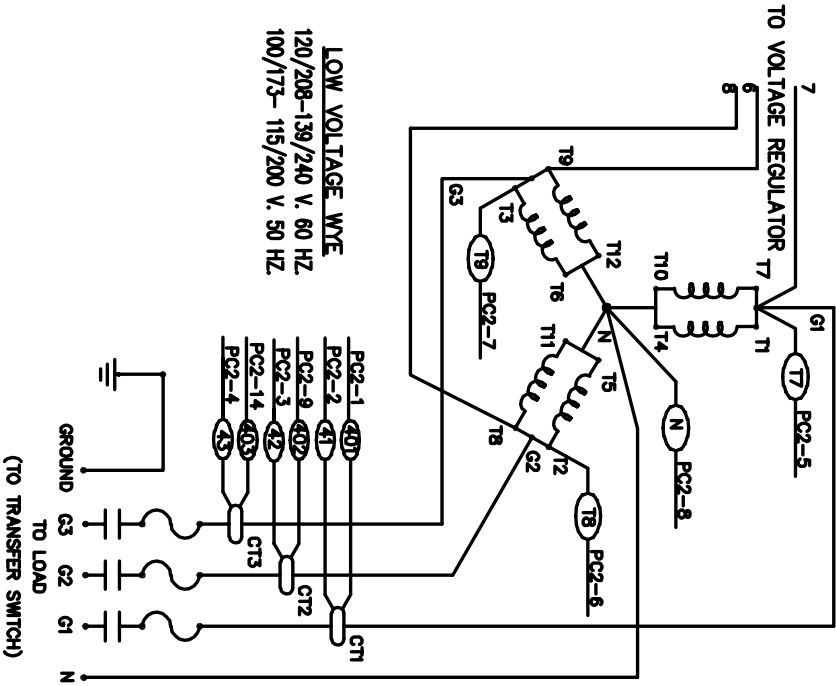 TO VOLTAGE REGULATOR
7
6
8
G1
T7
T1
T7
PC2-5
T10
T4
N
PC2-8
N
T12
T9
T6
T3
G3
T9
PC2-7
T11
T5
T8
G2
T2
T8
PC2-6
LOW VOLTAGE WYE
120/208-139/240 V. 60 HZ.
100/173- 115/200 V. 50 HZ.
PC2-1
401
PC2-2
41
PC2-9
402
PC2-3
42
PC2-14
403
PC2-4
43
CT1
CT2
CT3
GROUND
G3
G2
G1
N
TO LOAD
(TO TRANSFER SWITCH)